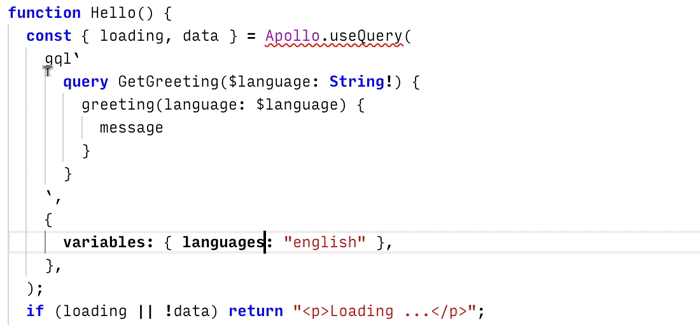 function Hello() {
const { loading, data } = Apollo.useQuery(
gql`
query GetGreeting($language: String!) {
greeting(language: $language) {
message
}
}
`,
{
variables: { languages: "english" },
},
);
if (loading || !data) return "<p>Loading ...</p>";